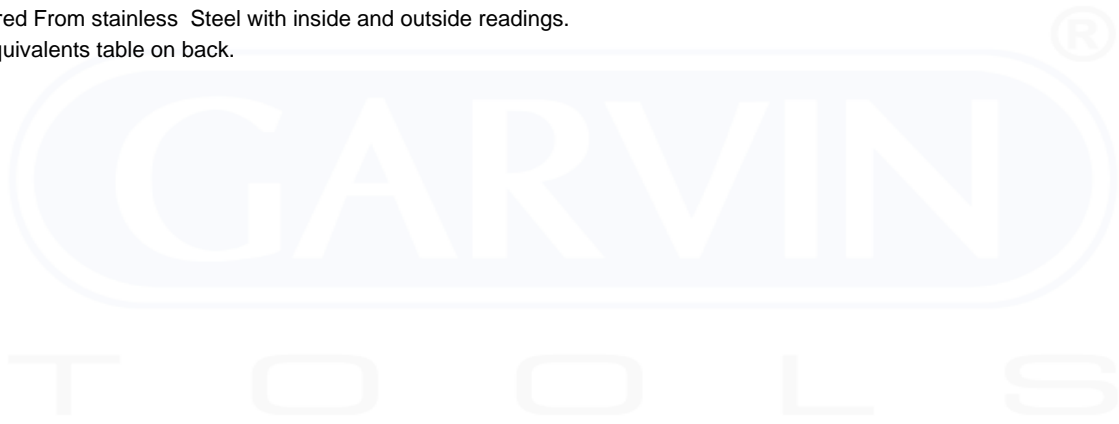 red From stainless  Steel with inside and outside readings.
quivalents table on back.
®
GARVIN
TOOLS